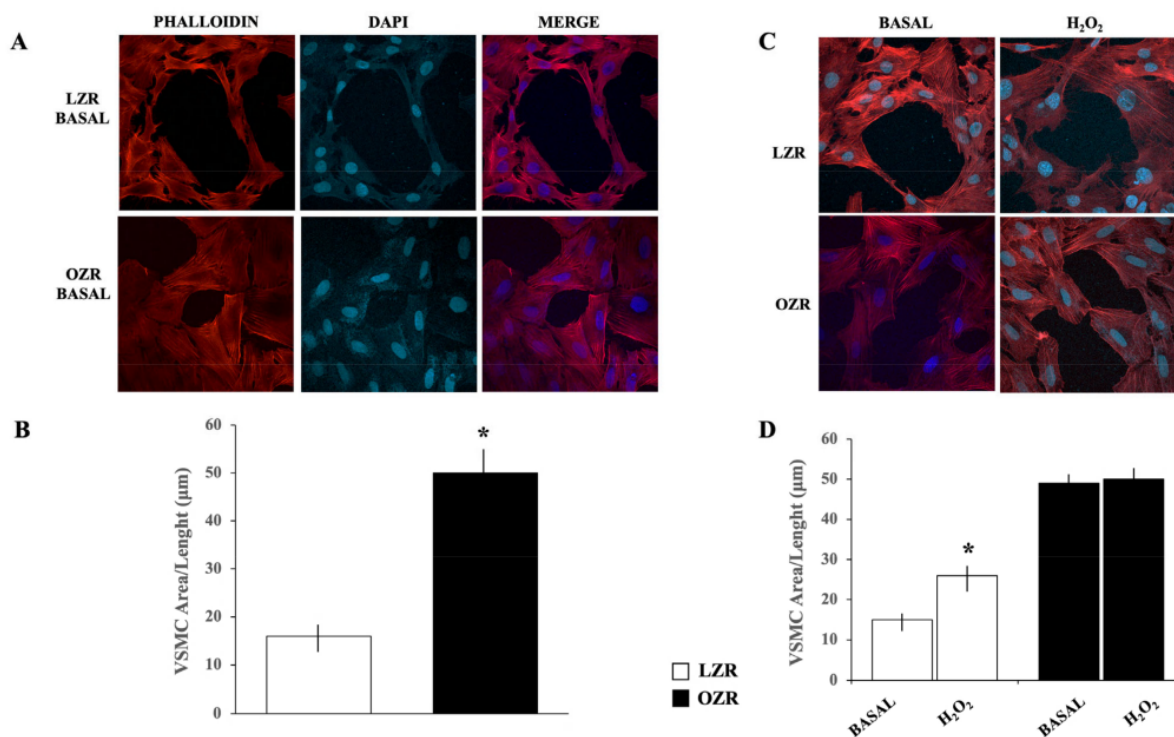 A
PHALLOIDIN DAPI MERGE
LZR
BASAL
OZR
BASAL
C
BASAL H₂O₂
LZR
OZR
B
VSMC Area/Lenght (µm)
60
50
40
30
20
10
0
*
LZR
OZR
D
VSMC Area/Lenght (µm)
60
50
40
30
20
10
0
*
BASAL H₂O₂ BASAL H₂O₂